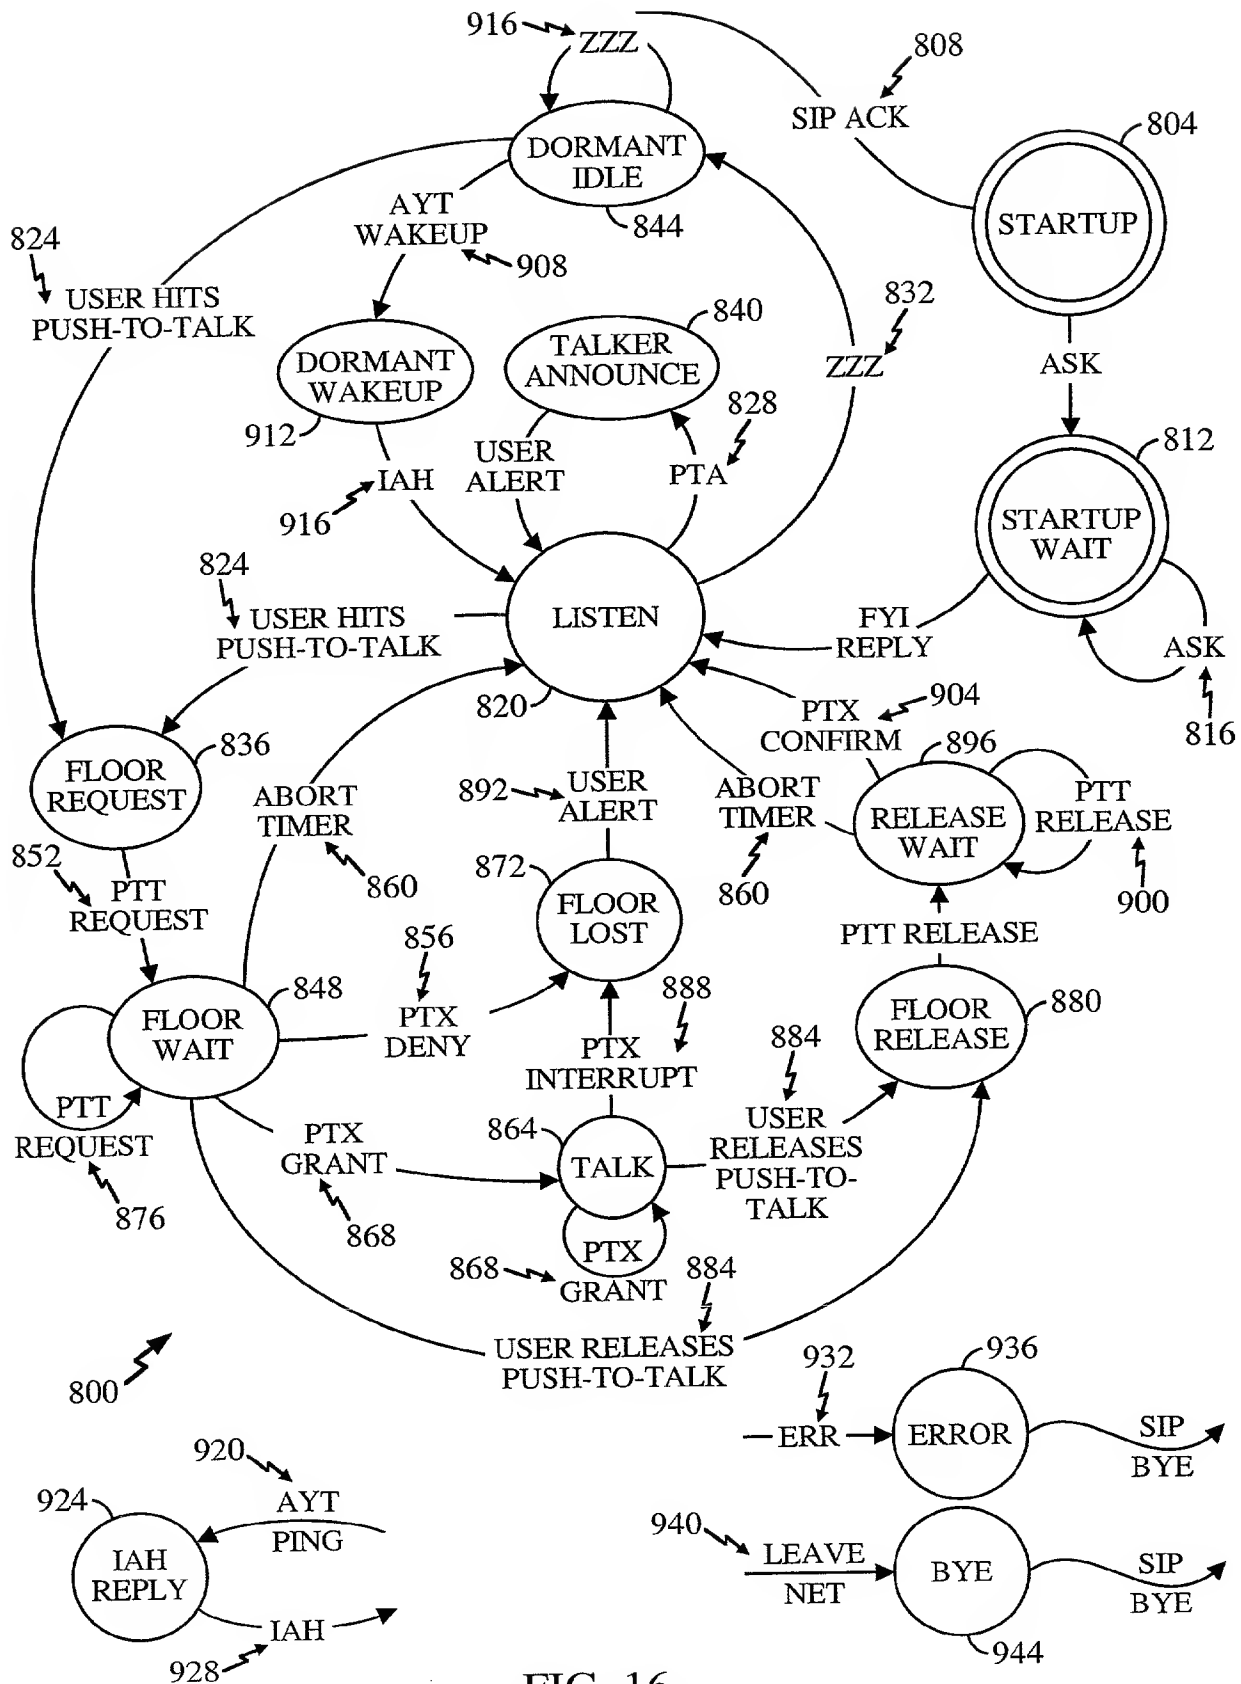 916
ZZZ
808
SIP ACK
804
STARTUP
DORMANT
IDLE
844
AYT
WAKEUP
908
824
USER HITS
PUSH-TO-TALK
832
ZZZ
840
TALKER
ANNOUNCE
DORMANT
WAKEUP
912
ASK
828
PTA
USER
ALERT
IAH
916
812
STARTUP
WAIT
824
USER HITS
PUSH-TO-TALK
LISTEN
820
FYI
REPLY
ASK
816
PTX
CONFIRM
904
896
836
FLOOR
REQUEST
ABORT
TIMER
860
892
USER
ALERT
ABORT
TIMER
860
RELEASE
WAIT
PTT
RELEASE
900
852
PTT
REQUEST
872
FLOOR
LOST
856
PTX
DENY
PTT RELEASE
848
FLOOR
WAIT
888
PTX
INTERRUPT
FLOOR
RELEASE
880
884
USER
RELEASES
PUSH-TO-
TALK
PTT
REQUEST
876
PTX
GRANT
868
864
TALK
PTX
GRANT
868
884
USER RELEASES
PUSH-TO-TALK
800
932
ERR
936
ERROR
SIP
BYE
920
AYT
PING
924
IAH
REPLY
IAH
928
940
LEAVE
NET
BYE
944
SIP
BYE
FIG. 16